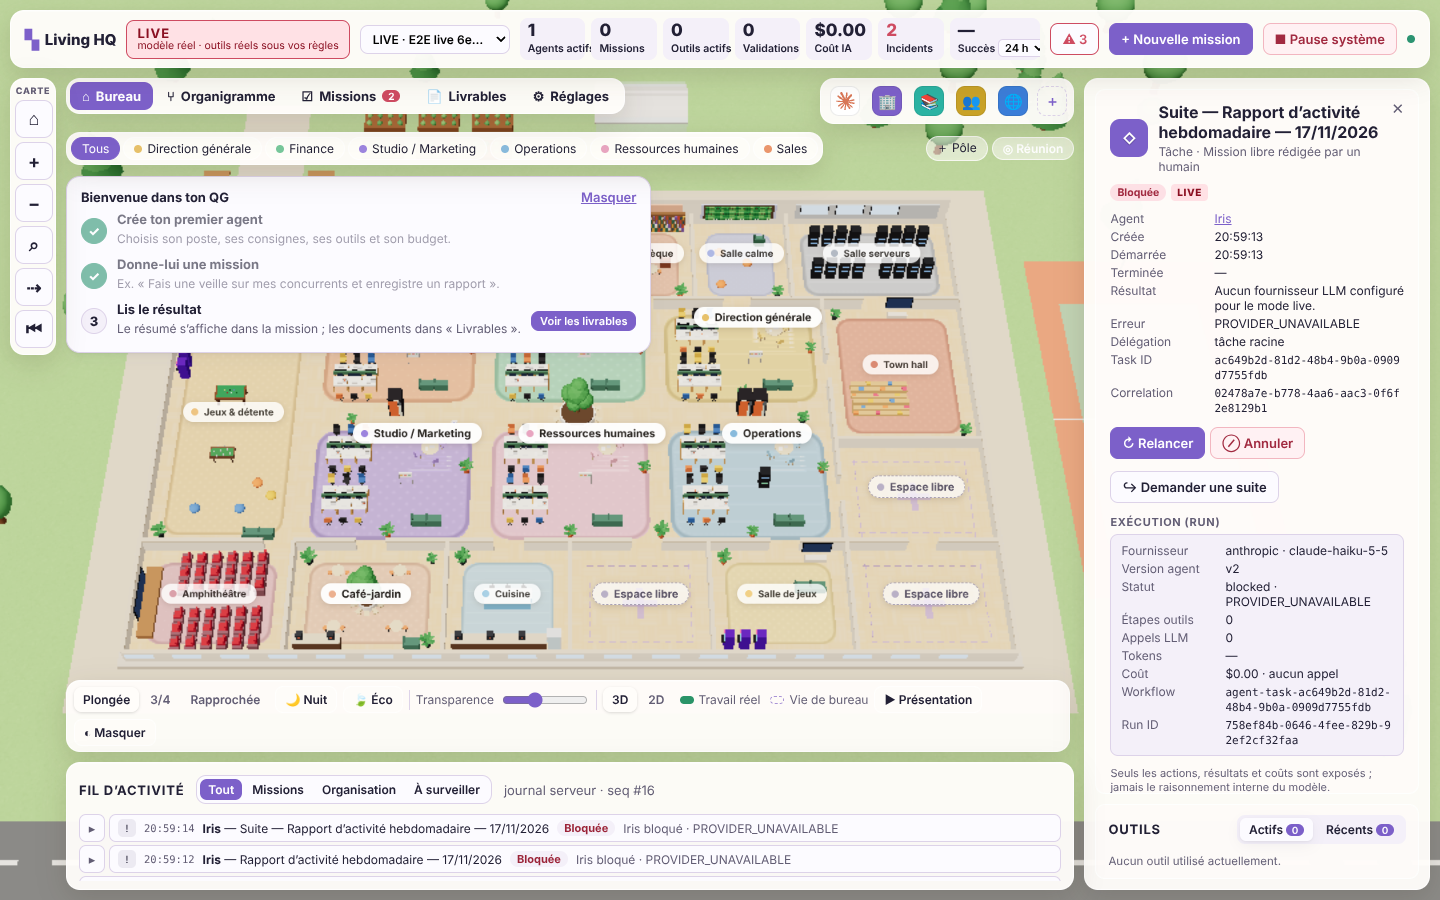 Living HQ
LIVE
modèle réel · outils réels sous vos règles
LIVE · E2E live 6e...
1
Agents actifs
0
Missions
0
Outils actifs
0
Validations
$0.00
Coût IA
2
Incidents
—
Succès 24 h
3
+ Nouvelle mission
Pause système
CARTE
Bureau
Organigramme
Missions 2
Livrables
Réglages
Tous
Direction générale
Finance
Studio / Marketing
Operations
Ressources humaines
Sales
+ Pôle
Réunion
Bienvenue dans ton QG
Masquer
Crée ton premier agent
Choisis son poste, ses consignes, ses outils et son budget.
Donne-lui une mission
Ex. « Fais une veille sur mes concurrents et enregistre un rapport ».
3
Lis le résultat
Le résumé s’affiche dans la mission ; les documents dans « Livrables ».
Voir les livrables
èque
Salle calme
Salle serveurs
Direction générale
Town hall
Jeux & détente
Studio / Marketing
Ressources humaines
Operations
Espace libre
Amphithéâtre
Café-jardin
Cuisine
Espace libre
Salle de jeux
Espace libre
Plongée
3/4
Rapprochée
Nuit
Éco
Transparence
3D
2D
Travail réel
Vie de bureau
Présentation
Masquer
FIL D’ACTIVITÉ
Tout
Missions
Organisation
À surveiller
journal serveur · seq #16
! 20:59:14 Iris — Suite — Rapport d’activité hebdomadaire — 17/11/2026 Bloquée Iris bloqué · PROVIDER_UNAVAILABLE
! 20:59:12 Iris — Rapport d’activité hebdomadaire — 17/11/2026 Bloquée Iris bloqué · PROVIDER_UNAVAILABLE
Suite — Rapport d’activité
hebdomadaire — 17/11/2026
Tâche · Mission libre rédigée par un
humain
Bloquée LIVE
Agent Iris
Créée 20:59:13
Démarrée 20:59:13
Terminée —
Résultat Aucun fournisseur LLM configuré
pour le mode live.
Erreur PROVIDER_UNAVAILABLE
Délégation tâche racine
Task ID ac649b2d-81d2-48b4-9b0a-0909
d7755fdb
Correlation 02478a7e-b778-4aa6-aac3-0f6f
2e8129b1
Relancer
Annuler
Demander une suite
EXÉCUTION (RUN)
Fournisseur anthropic · claude-haiku-5-5
Version agent v2
Statut blocked ·
PROVIDER_UNAVAILABLE
Étapes outils 0
Appels LLM 0
Tokens —
Coût $0.00 · aucun appel
Workflow agent-task-ac649b2d-81d2-
48b4-9b0a-0909d7755fdb
Run ID 758ef84b-0646-4fee-829b-9
2ef2cf32faa
Seuls les actions, résultats et coûts sont exposés ;
jamais le raisonnement interne du modèle.
OUTILS
Actifs 0
Récents 0
Aucun outil utilisé actuellement.